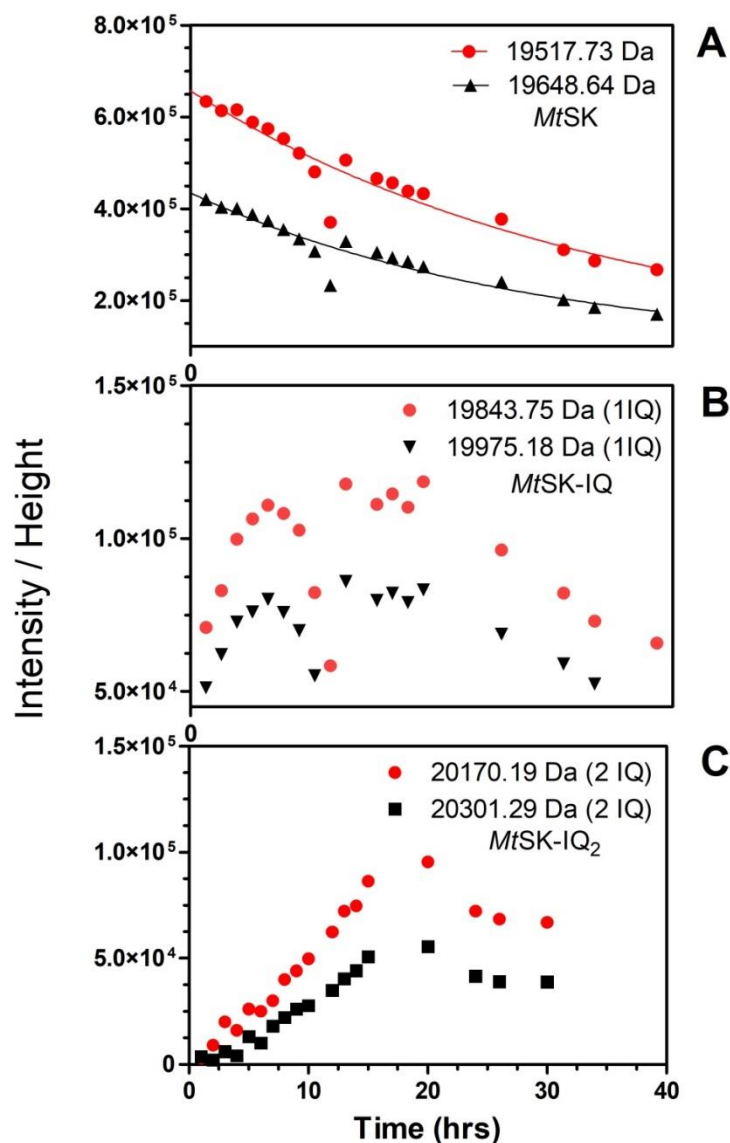 A
8.0×10⁵
6.0×10⁵
4.0×10⁵
2.0×10⁵
0
19517.73 Da
19648.64 Da
MtSK
B
1.5×10⁵
1.0×10⁵
5.0×10⁴
0
19843.75 Da (1IQ)
19975.18 Da (1IQ)
MtSK-IQ
C
1.5×10⁵
1.0×10⁵
5.0×10⁴
0
20170.19 Da (2 IQ)
20301.29 Da (2 IQ)
MtSK-IQ₂
0 10 20 30 40
Time (hrs)
Intensity / Height